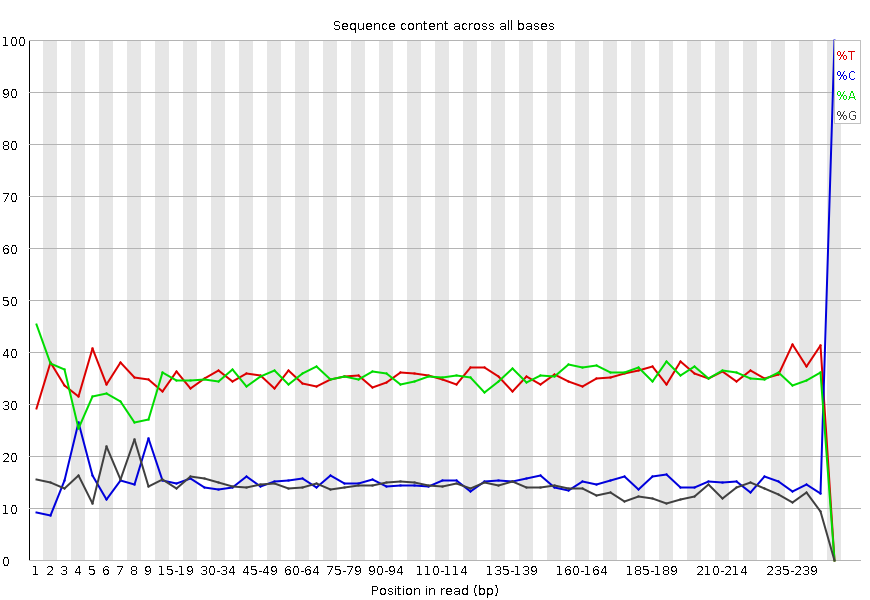 Sequence content across all bases
100
90
80
70
60
50
40
30
20
10
0
%T
%C
%A
%G
1 2 3 4 5 6 7 8 9 15-19 30-34 45-49 60-64 75-79 90-94 110-114 135-139 160-164 185-189 210-214 235-239
Position in read (bp)